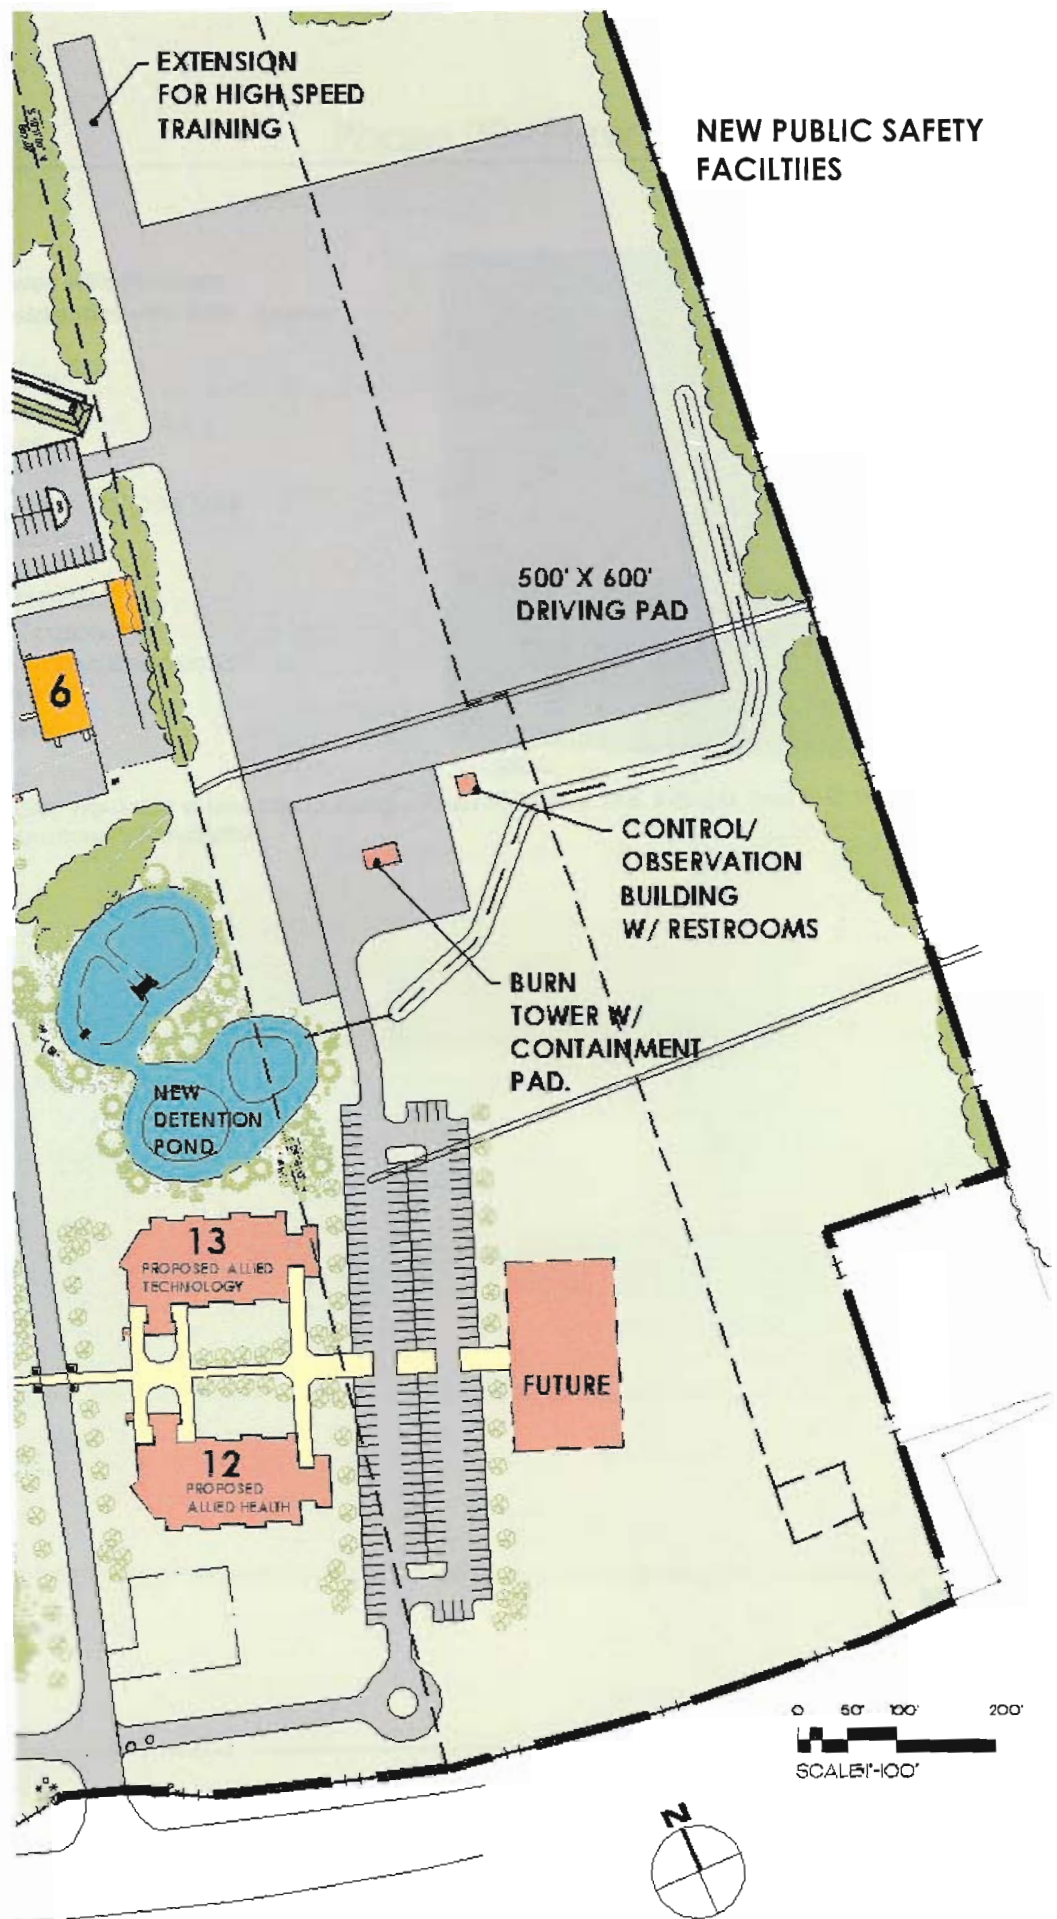 EXTENSION
FOR HIGH SPEED
TRAINING
NEW PUBLIC SAFETY
FACILTIIES
500' X 600'
DRIVING PAD
6
CONTROL/
OBSERVATION
BUILDING
W/ RESTROOMS
BURN
TOWER W/
CONTAINMENT
PAD.
NEW
DETENTION
POND
13
PROPOSED ALLIED
TECHNOLOGY
FUTURE
12
PROPOSED
ALLIED HEALTH
0 50' 100' 200'
SCALE:1"-100'
N